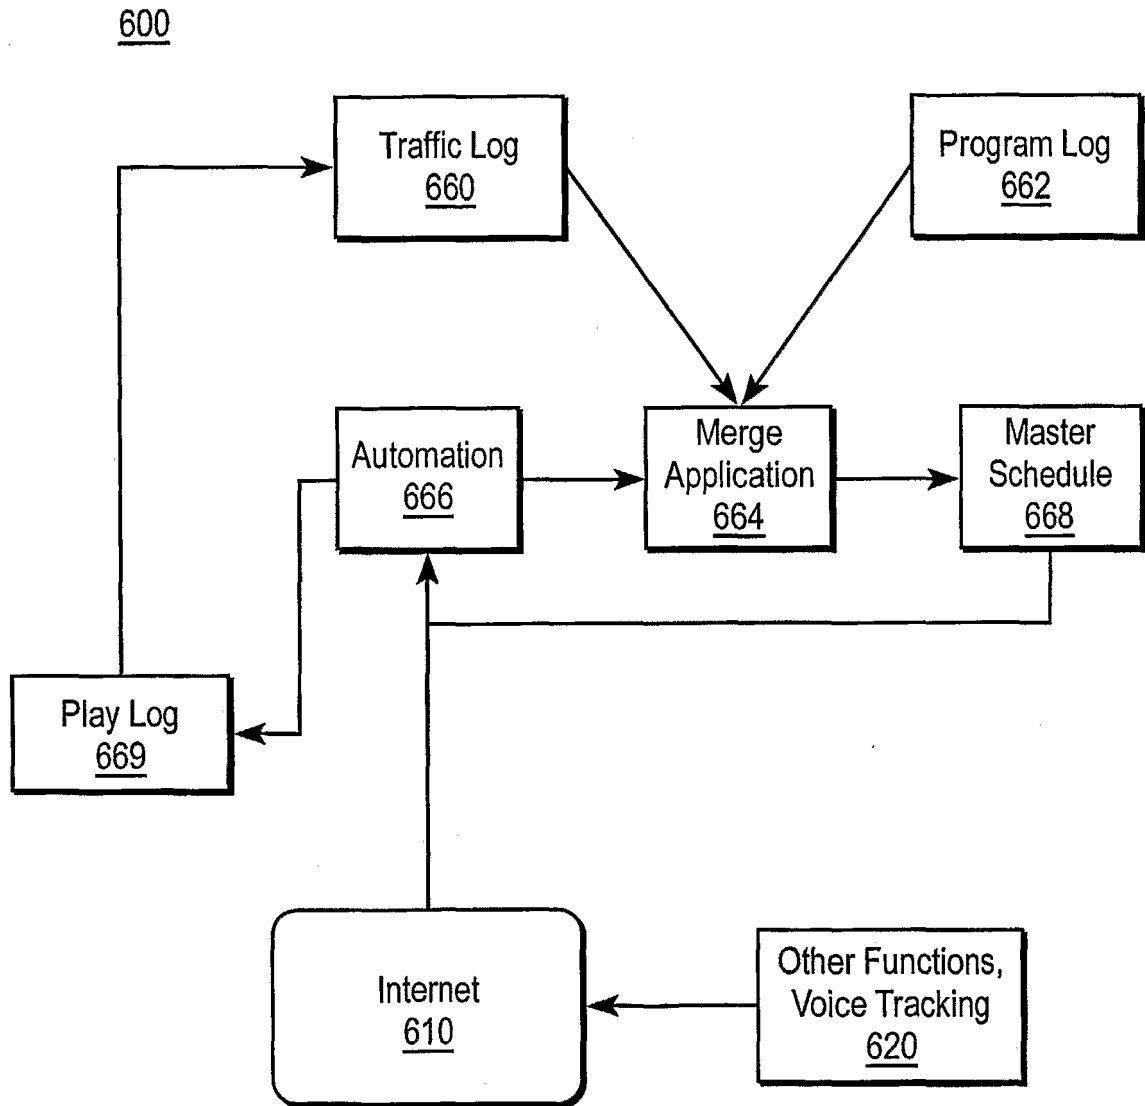 600
Traffic Log
660
Program Log
662
Automation
666
Merge
Application
664
Master
Schedule
668
Play Log
669
Internet
610
Other Functions,
Voice Tracking
620